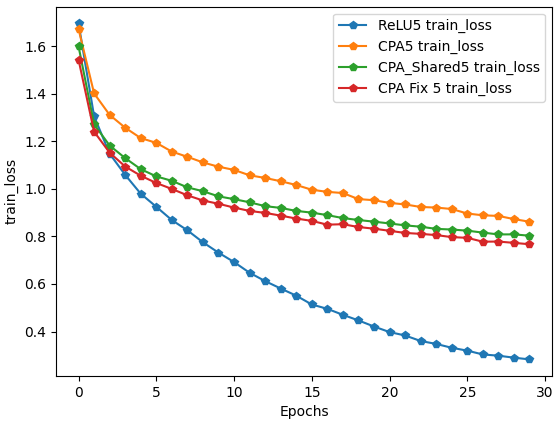 ReLU5 train_loss
CPA5 train_loss
CPA_Shared5 train_loss
CPA Fix 5 train_loss
train_loss
1.6
1.4
1.2
1.0
0.8
0.6
0.4
0 5 10 15 20 25 30
Epochs